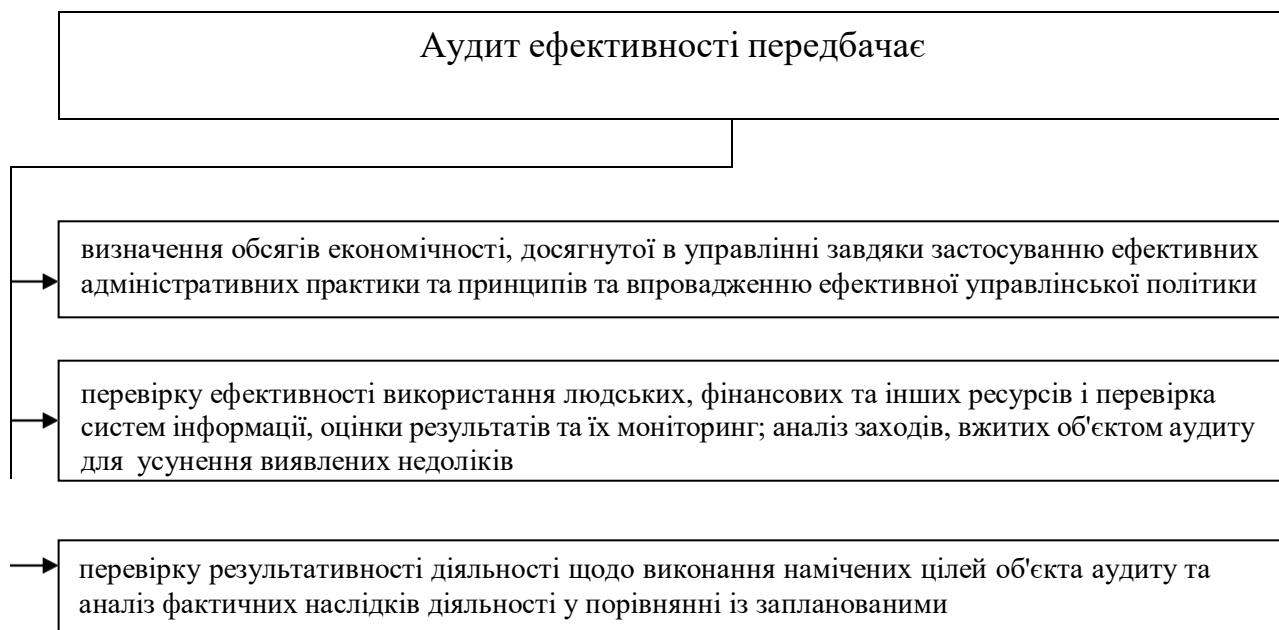 Аудит ефективності передбачає
визначення обсягів економічності, досягнутої в управлінні завдяки застосуванню ефективних
адміністративних практики та принципів та впровадженню ефективної управлінської політики
перевірку ефективності використання людських, фінансових та інших ресурсів і перевірка
систем інформації, оцінки результатів та їх моніторинг; аналіз заходів, вжитих об'єктом аудиту
для усунення виявлених недоліків
перевірку результативності діяльності щодо виконання намічених цілей об'єкта аудиту та
аналіз фактичних наслідків діяльності у порівнянні із запланованими